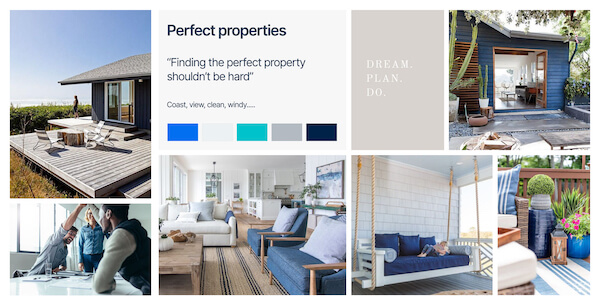 Perfect properties
“Finding the perfect property
shouldn’t be hard”
Coast, view, clean, windy.....
DREAM.
PLAN.
DO.